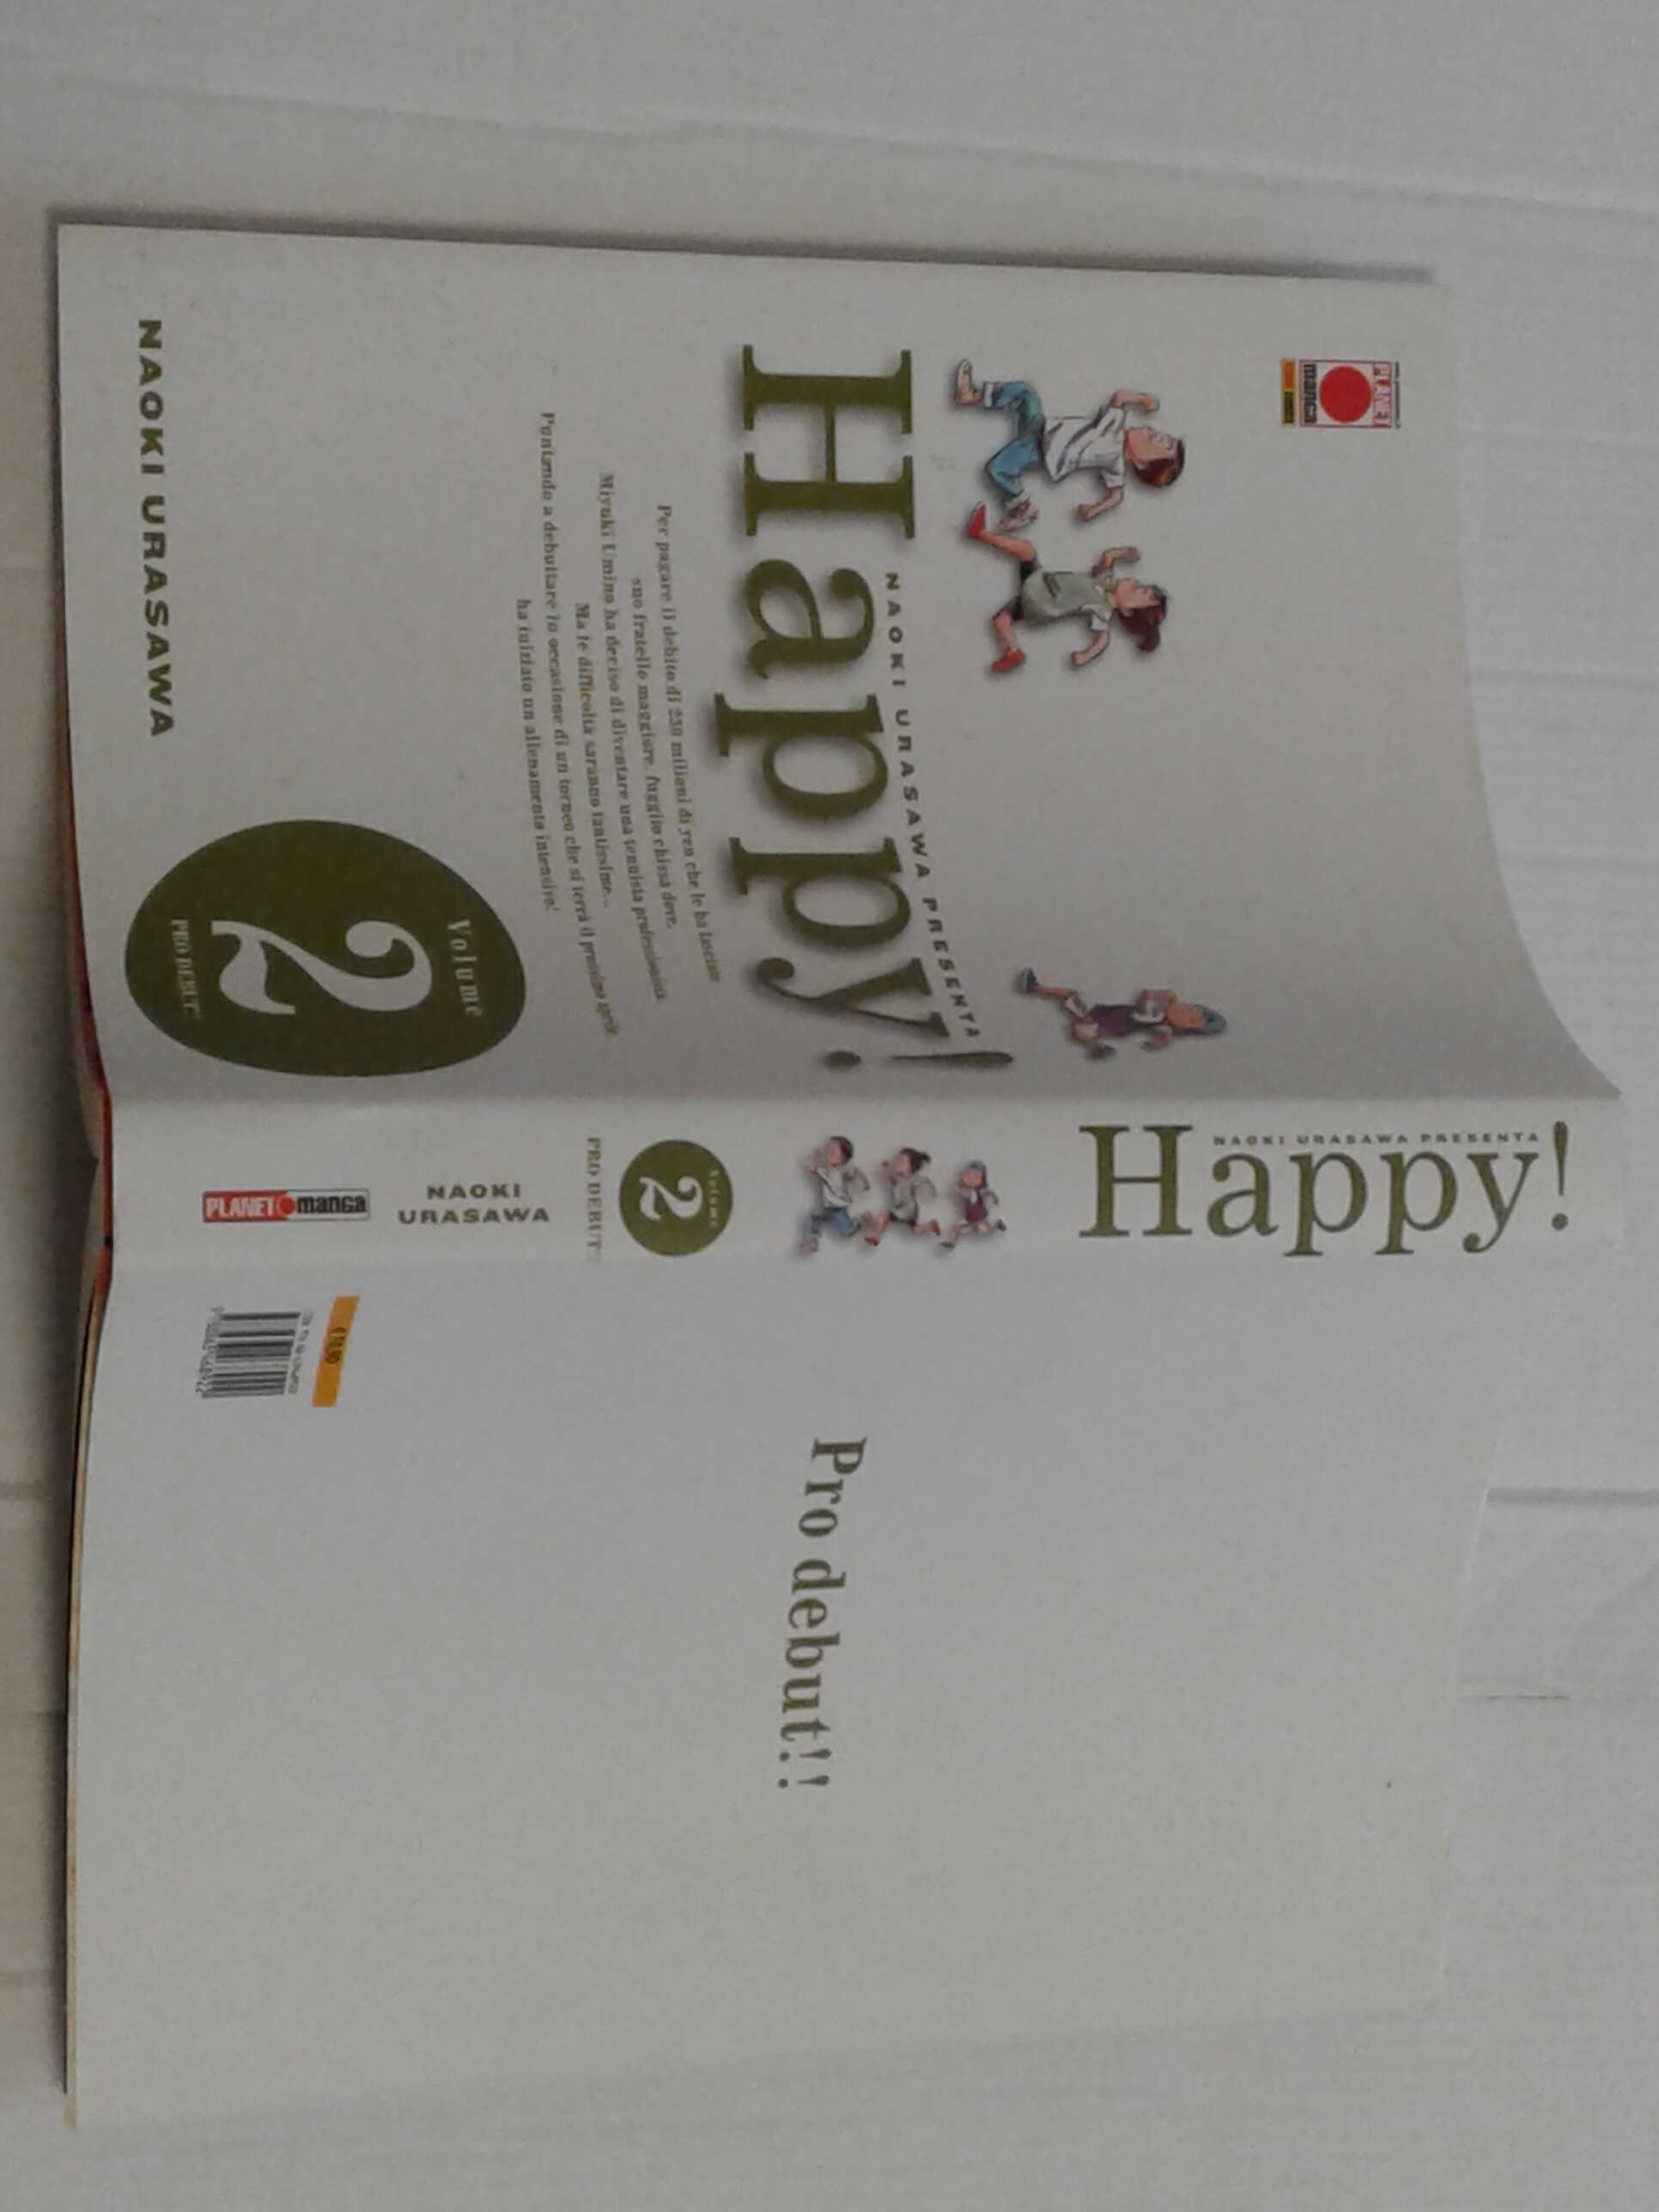 PLANET
manga
NAOKI URASAWA PRESENTA
Happy!
Per pagare il debito di 250 milioni di yen che le ha lasciato
suo fratello maggiore, fuggito chissà dove,
Miyuki Umino ha deciso di diventare una tennista professionista
Ma le difficoltà saranno tantissime...
Puntando a debuttare in occasione di un torneo che si terrà il prossimo aprile
ha iniziato un allenamento intensivo!
Volume
2
PRO DEBUT!!
NAOKI URASAWA
NAOKI URASAWA PRESENTA
Happy!
Volume
2
PRO DEBUT!!
NAOKI
URASAWA
PLANET manga
Pro debut!!